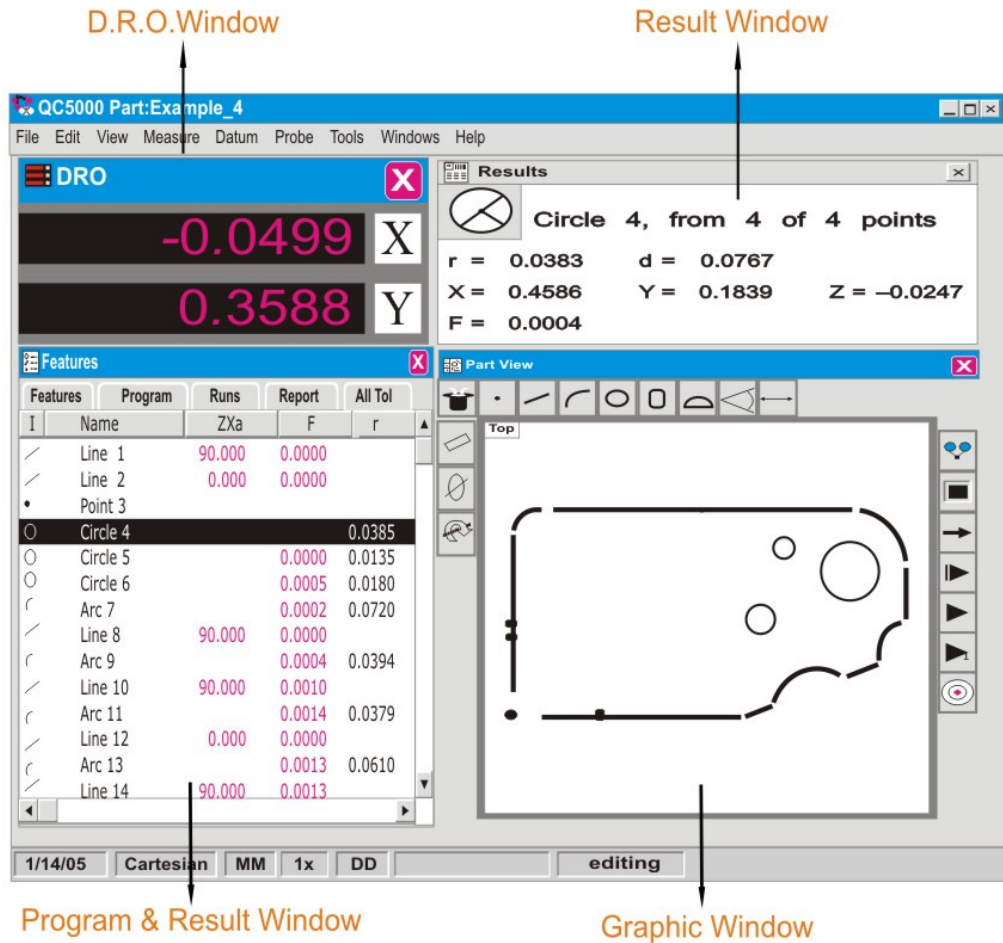 D.R.O.Window
Result Window
QC5000 Part:Example_4
File Edit View Measure Datum Probe Tools Windows Help
DRO
X
-0.0499 X
0.3588 Y
Results
Circle 4, from 4 of 4 points
r = 0.0383 d = 0.0767
X = 0.4586 Y = 0.1839 Z = –0.0247
F = 0.0004
Features
X
Features Program Runs Report All Tol
I Name ZXa F r
Line 1 90.000 0.0000
Line 2 0.000 0.0000
Point 3
Circle 4 0.0385
Circle 5 0.0000 0.0135
Circle 6 0.0005 0.0180
Arc 7 0.0002 0.0720
Line 8 90.000 0.0000
Arc 9 0.0004 0.0394
Line 10 90.000 0.0010
Arc 11 0.0014 0.0379
Line 12 0.000 0.0000
Arc 13 0.0013 0.0610
Line 14 90.000 0.0013
Part View
X
Top
1/14/05 Cartesian MM 1x DD editing
Program & Result Window
Graphic Window